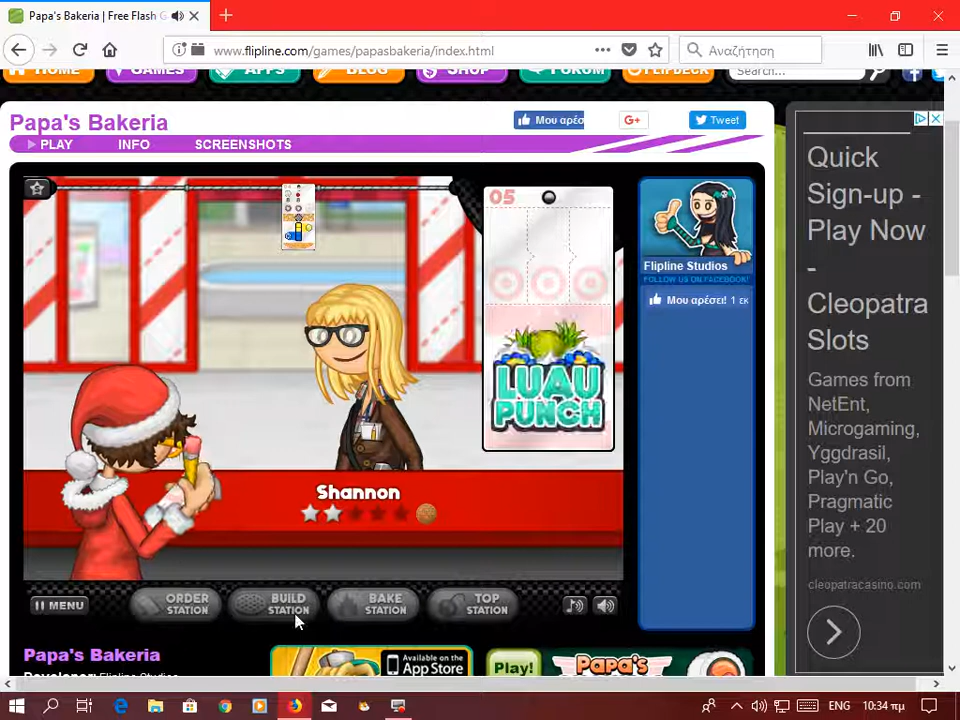 Papa's Bakeria | Free Flash G
www.flipline.com/games/papasbakeria/index.html
Αναζήτηση
HOME GAMES APPS BLOG SHOP FORUM FLIPDECK Search...
Papa's Bakeria
Μου αρέσ
G+
Tweet
PLAY INFO SCREENSHOTS
05
LUAU
PUNCH
Flipline Studios
FOLLOW US ON FACEBOOK!
Μου αρέσει! 1 εκ
Shannon
MENU
ORDER
STATION
BUILD
STATION
BAKE
STATION
TOP
STATION
Quick
Sign-up -
Play Now
-
Cleopatra
Slots
Games from
NetEnt,
Microgaming,
Yggdrasil,
Play'n Go,
Pragmatic
Play + 20
more.
cleopatracasino.com
Papa's Bakeria
Available on the
App Store
Play!
Papa's
ENG
10:34 πμ